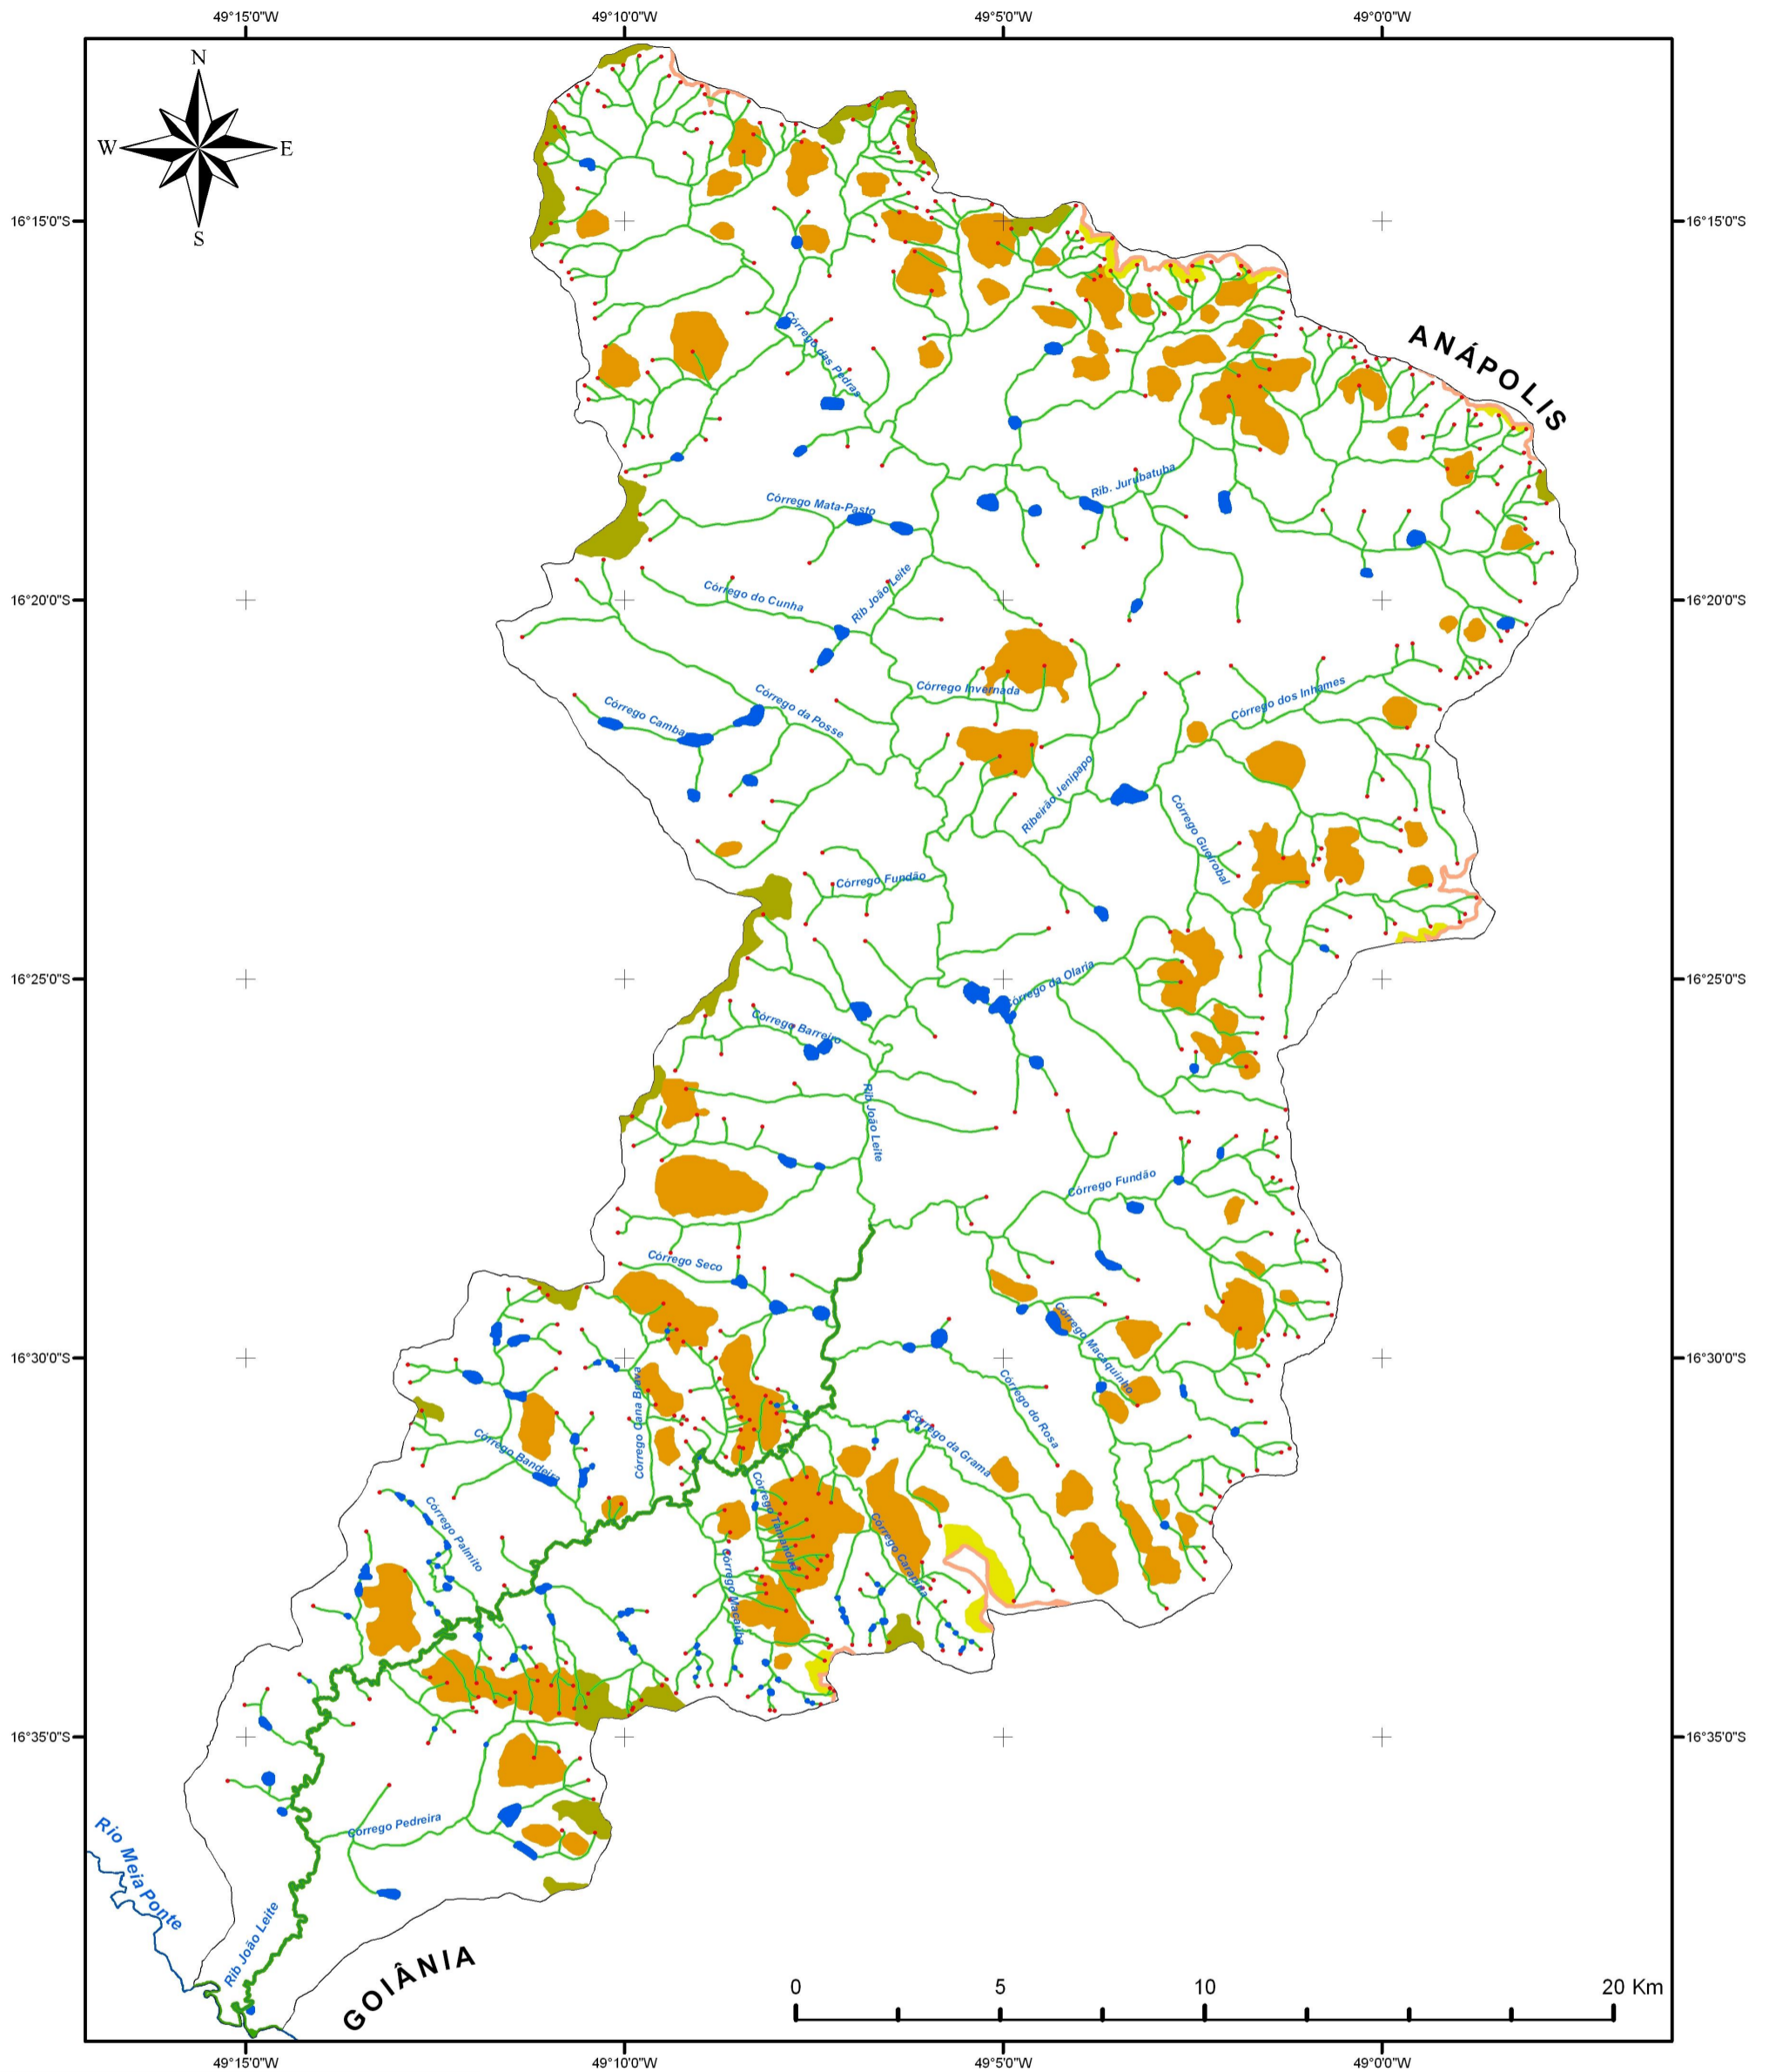 49°15'0"W 49°10'0"W 49°5'0"W 49°0'0"W
N
W E
S
16°15'0"S 16°15'0"S
Córrego das Pedras
ANÁPOLIS
Rib. Jurubatuba
Córrego Mata-Pasto
Córrego do Cunha
Rib João Leite
16°20'0"S 16°20'0"S
Córrego Invernada
Córrego dos Inhames
Córrego Camba
Córrego da Posse
Ribeirão Jenipapo
Córrego Gueirobal
Córrego Fundão
16°25'0"S 16°25'0"S
Córrego da Olaria
Córrego Barreiro
Rib João Leite
Córrego Fundão
Córrego Seco
Córrego Macaquinho
16°30'0"S 16°30'0"S
Córrego Cana Brava
Córrego do Rosa
Córrego da Grama
Córrego Bandeira
Córrego Palmito
Córrego Tamanduá
Córrego Carapina
Córrego Macaúba
16°35'0"S 16°35'0"S
Córrego Pedreira
Rio Meia Ponte
Rib João Leite
GOIÂNIA
0 5 10 20 Km
49°15'0"W 49°10'0"W 49°5'0"W 49°0'0"W